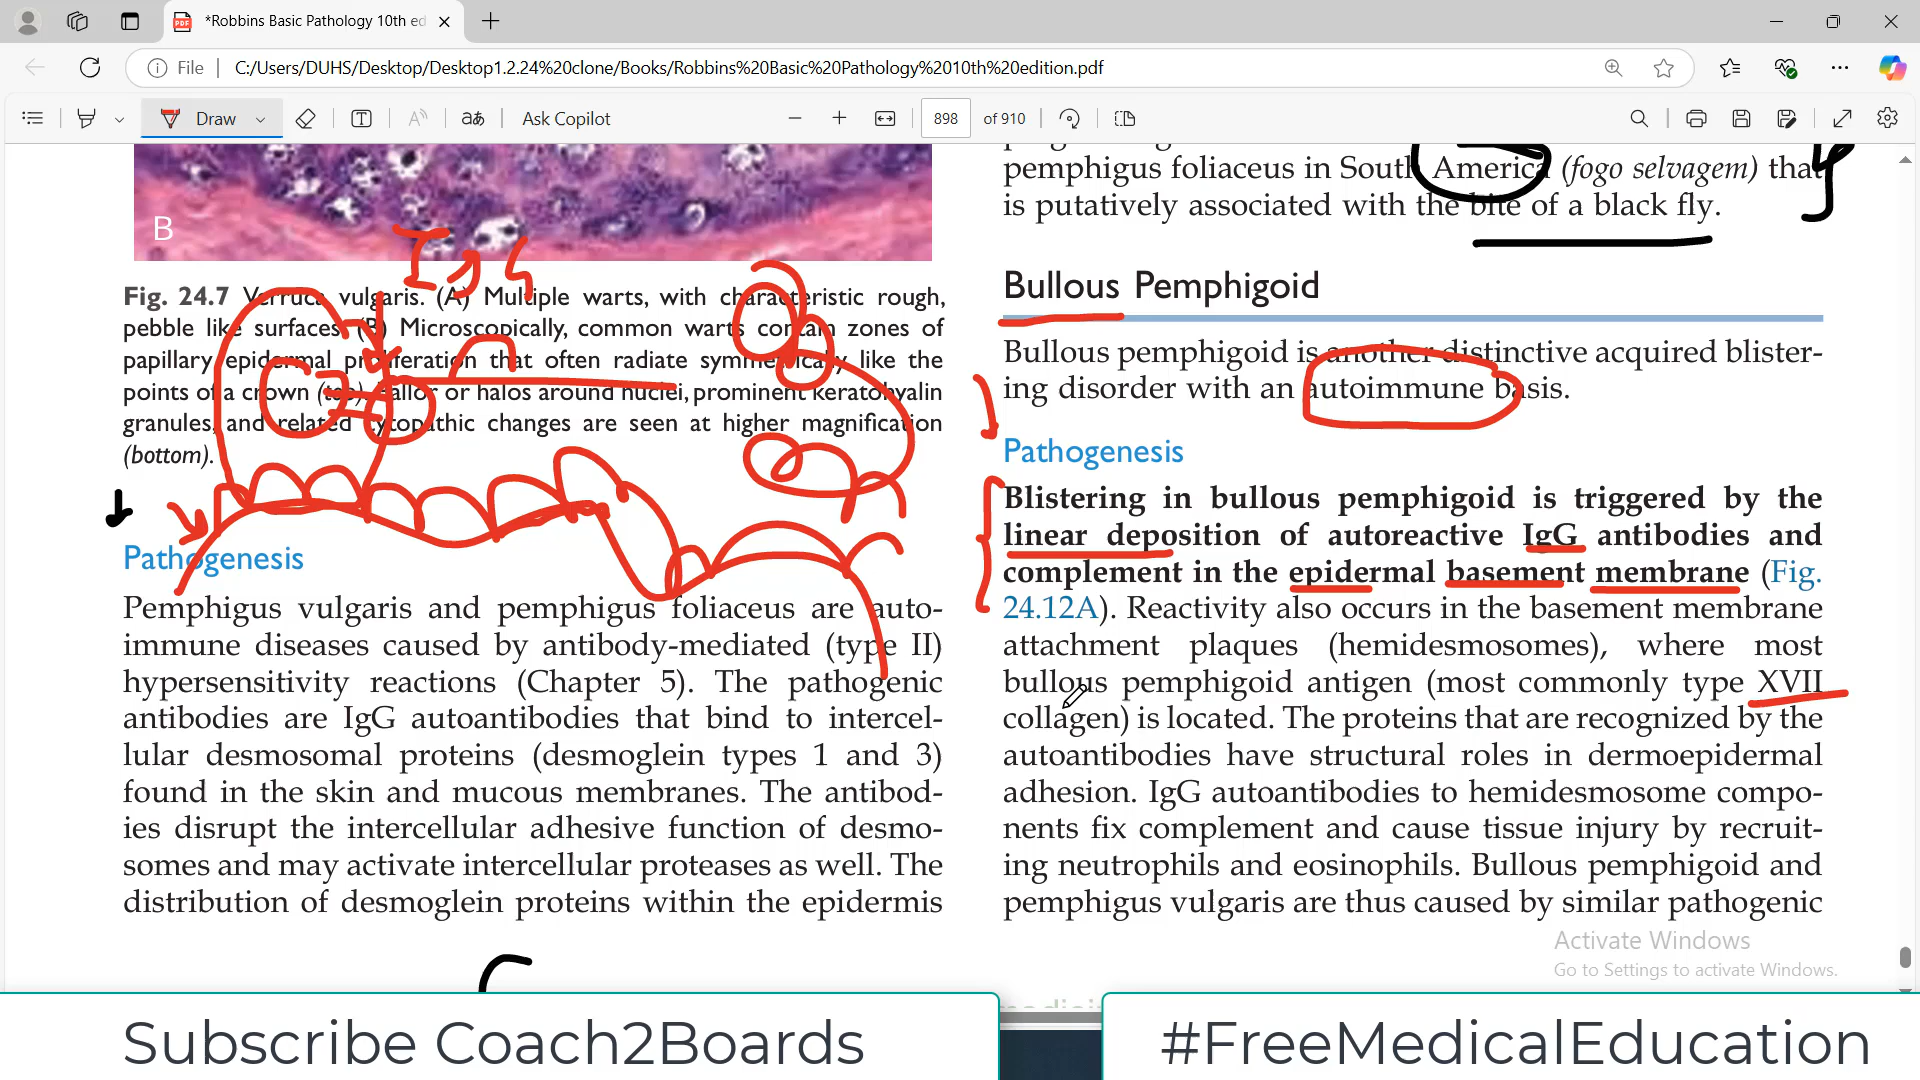 *Robbins Basic Pathology 10th ed
File
C:/Users/DUHS/Desktop/Desktop1.2.24%20clone/Books/Robbins%20Basic%20Pathology%2010th%20edition.pdf
Draw
Ask Copilot
898 of 910
B
IgG
Fig. 24.7 Verruca vulgaris. (A) Multiple warts, with characteristic rough,
pebble like surfaces. (B) Microscopically, common warts contain zones of
papillary epidermal proliferation that often radiate symmetrically like the
points of a crown (top). Pallor or halos around nuclei, prominent keratohyalin
granules, and related cytopathic changes are seen at higher magnification
(bottom).
Pathogenesis
Pemphigus vulgaris and pemphigus foliaceus are auto-
immune diseases caused by antibody-mediated (type II)
hypersensitivity reactions (Chapter 5). The pathogenic
antibodies are IgG autoantibodies that bind to intercel-
lular desmosomal proteins (desmoglein types 1 and 3)
found in the skin and mucous membranes. The antibod-
ies disrupt the intercellular adhesive function of desmo-
somes and may activate intercellular proteases as well. The
distribution of desmoglein proteins within the epidermis
pemphigus foliaceus in South America (fogo selvagem) that
is putatively associated with the bite of a black fly.
Bullous Pemphigoid
Bullous pemphigoid is another distinctive acquired blister-
ing disorder with an autoimmune basis.
Pathogenesis
Blistering in bullous pemphigoid is triggered by the
linear deposition of autoreactive IgG antibodies and
complement in the epidermal basement membrane (Fig.
24.12A). Reactivity also occurs in the basement membrane
attachment plaques (hemidesmosomes), where most
bullous pemphigoid antigen (most commonly type XVII
collagen) is located. The proteins that are recognized by the
autoantibodies have structural roles in dermoepidermal
adhesion. IgG autoantibodies to hemidesmosome compo-
nents fix complement and cause tissue injury by recruit-
ing neutrophils and eosinophils. Bullous pemphigoid and
pemphigus vulgaris are thus caused by similar pathogenic
Activate Windows
Go to Settings to activate Windows.
Subscribe Coach2Boards
#FreeMedicalEducation